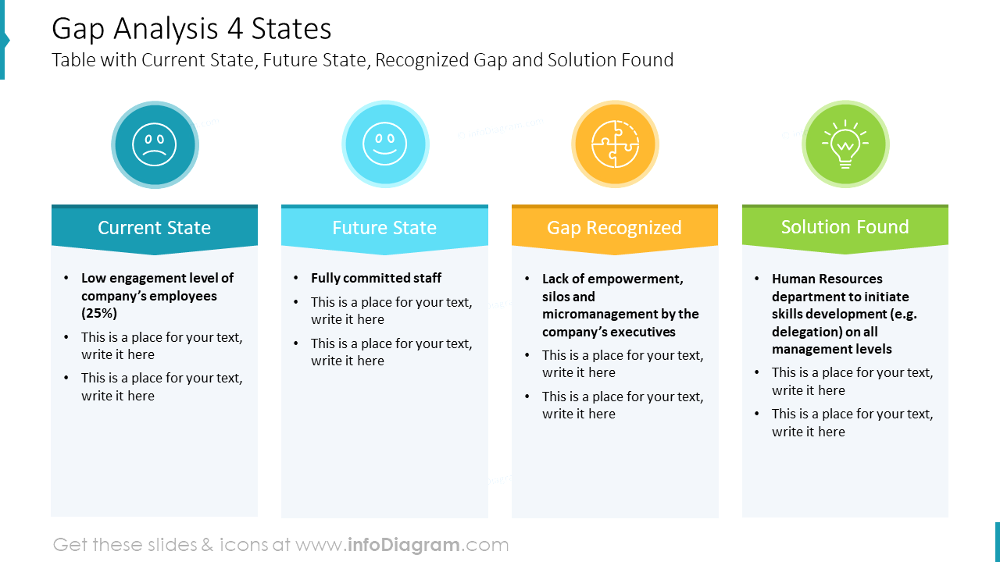 Gap Analysis 4 States
Table with Current State, Future State, Recognized Gap and Solution Found
© infoDiagram.com
Current State
• Low engagement level of
company’s employees
(25%)
• This is a place for your text,
write it here
• This is a place for your text,
write it here
Future State
• Fully committed staff
• This is a place for your text,
write it here
• This is a place for your text,
write it here
Gap Recognized
• Lack of empowerment,
silos and
micromanagement by the
company’s executives
• This is a place for your text,
write it here
• This is a place for your text,
write it here
Solution Found
• Human Resources
department to initiate
skills development (e.g.
delegation) on all
management levels
• This is a place for your text,
write it here
• This is a place for your text,
write it here
Get these slides & icons at www.infoDiagram.com